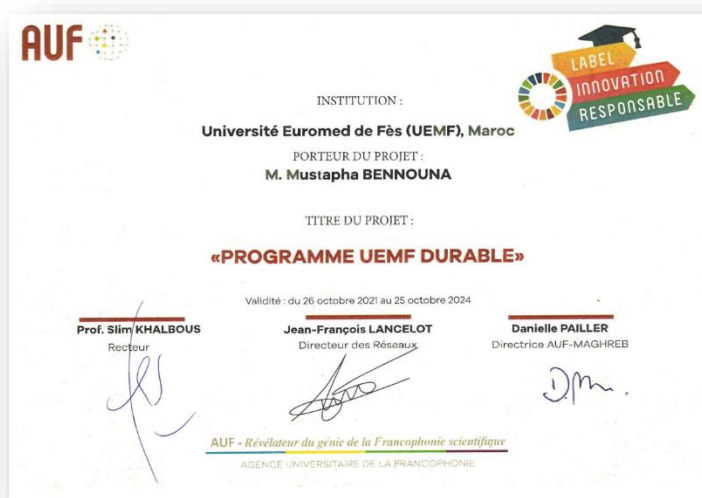 AUF
LABEL
INNOVATION
RESPONSABLE
INSTITUTION :
Université Euromed de Fès (UEMF), Maroc
PORTEUR DU PROJET :
M. Mustapha BENNOUNA
TITRE DU PROJET :
«PROGRAMME UEMF DURABLE»
Validité : du 26 octobre 2021 au 25 octobre 2024
Prof. Slim KHALBOUS
Recteur
Jean-François LANCELOT
Directeur des Réseaux
Danielle PAILLER
Directrice AUF-MAGHREB
AUF - Révélateur du génie de la Francophonie scientifique
AGENCE UNIVERSITAIRE DE LA FRANCOPHONIE